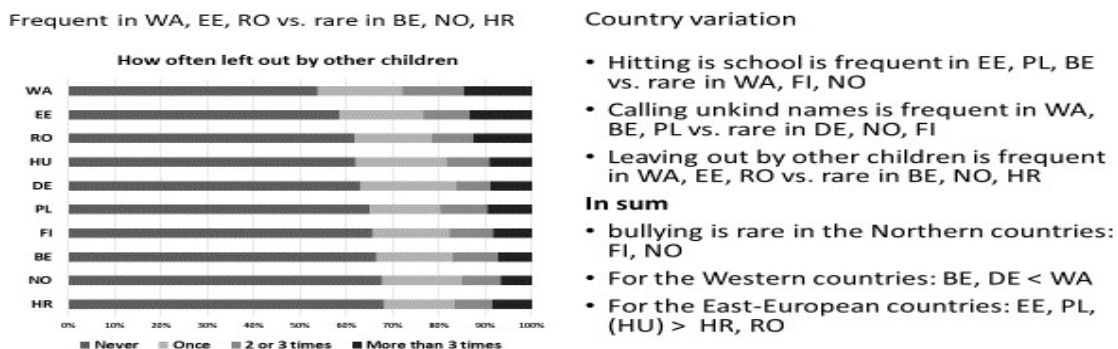 Frequent in WA, EE, RO vs. rare in BE, NO, HR
How often left out by other children
WA
EE
RO
HU
DE
PL
FI
BE
NO
HR
0% 10% 20% 30% 40% 50% 60% 70% 80% 90% 100%
Never Once 2 or 3 times More than 3 times
Country variation
• Hitting is school is frequent in EE, PL, BE
vs. rare in WA, FI, NO
• Calling unkind names is frequent in WA,
BE, PL vs. rare in DE, NO, FI
• Leaving out by other children is frequent
in WA, EE, RO vs. rare in BE, NO, HR
In sum
• bullying is rare in the Northern countries:
FI, NO
• For the Western countries: BE, DE < WA
• For the East-European countries: EE, PL,
(HU) > HR, RO